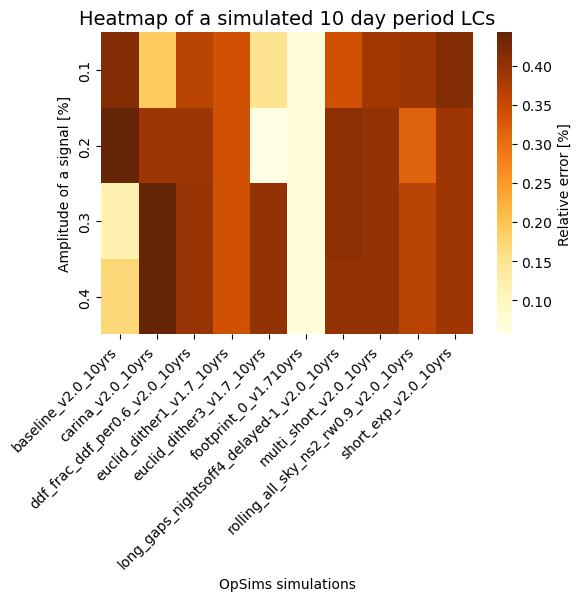 Heatmap of a simulated 10 day period LCs
Amplitude of a signal [%]
0.1
0.2
0.3
0.4
0.40
0.35
0.30
0.25
0.20
0.15
0.10
Relative error [%]
baseline_v2.0_10yrs
carina_v2.0_10yrs
ddf_frac_ddf_per0.6_v2.0_10yrs
euclid_dither1_v1.7_10yrs
euclid_dither3_v1.7_10yrs
footprint_0_v1.710yrs
long_gaps_nightsoff4_delayed-1_v2.0_10yrs
multi_short_v2.0_10yrs
rolling_all_sky_ns2_rw0.9_v2.0_10yrs
short_exp_v2.0_10yrs
OpSims simulations